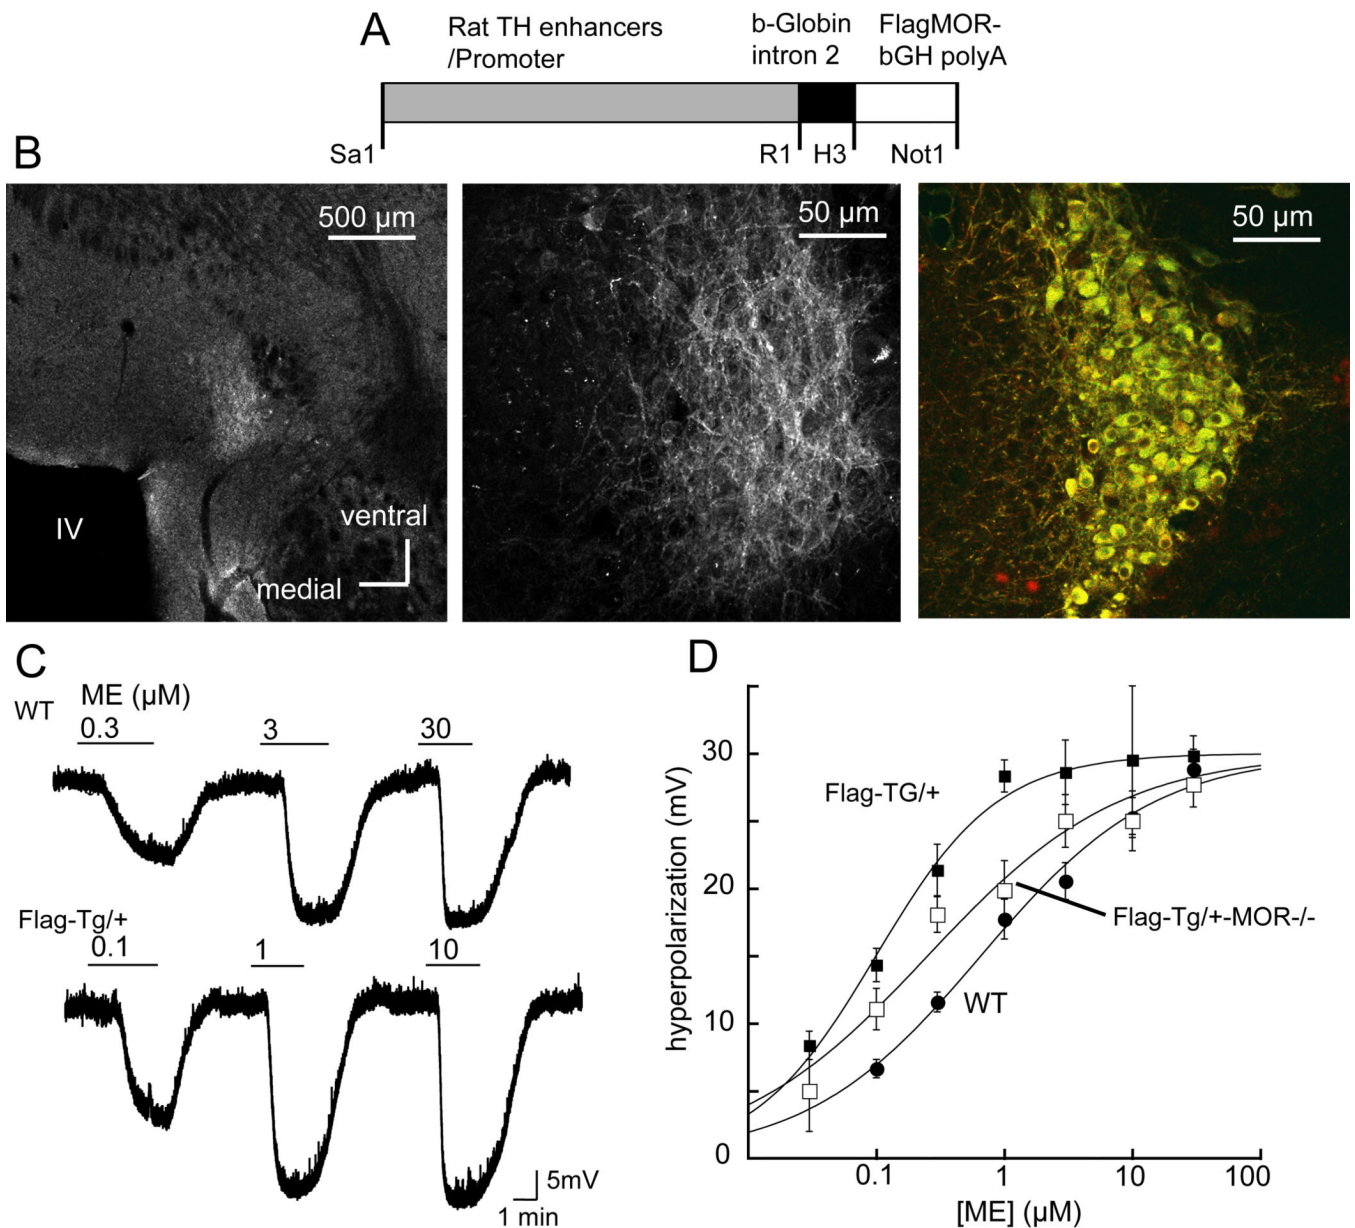 A
Rat TH enhancers
/Promoter
b-Globin
intron 2
FlagMOR-
bGH polyA
Sa1
R1
H3
Not1
B
500 µm
IV
ventral
medial
50 µm
50 µm
C
WT
ME (µM)
0.3
3
30
Flag-Tg/+
0.1
1
10
5mV
1 min
D
hyperpolarization (mV)
30
20
10
0
Flag-TG/+
Flag-Tg/+-MOR-/-
WT
0.1
1
10
100
[ME] (µM)